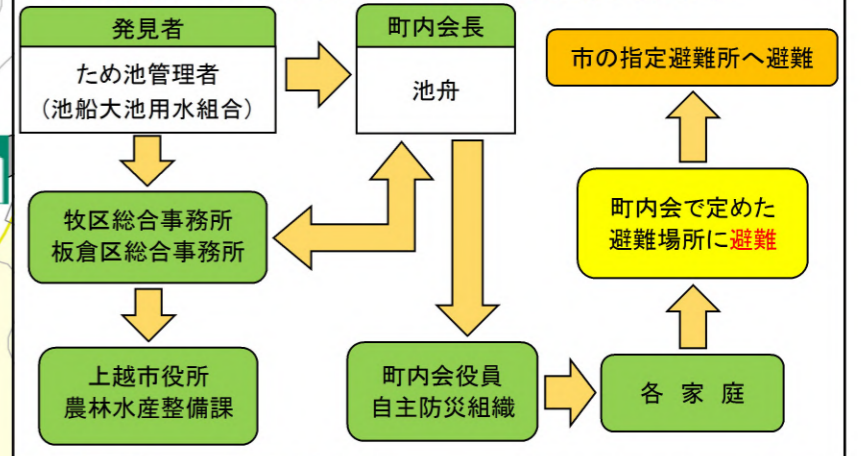 発見者
ため池管理者
（池船大池用水組合）
町内会長
池舟
市の指定避難所へ避難
牧区総合事務所
板倉区総合事務所
町内会で定めた
避難場所に避難
上越市役所
農林水産整備課
町内会役員
自主防災組織
各 家 庭